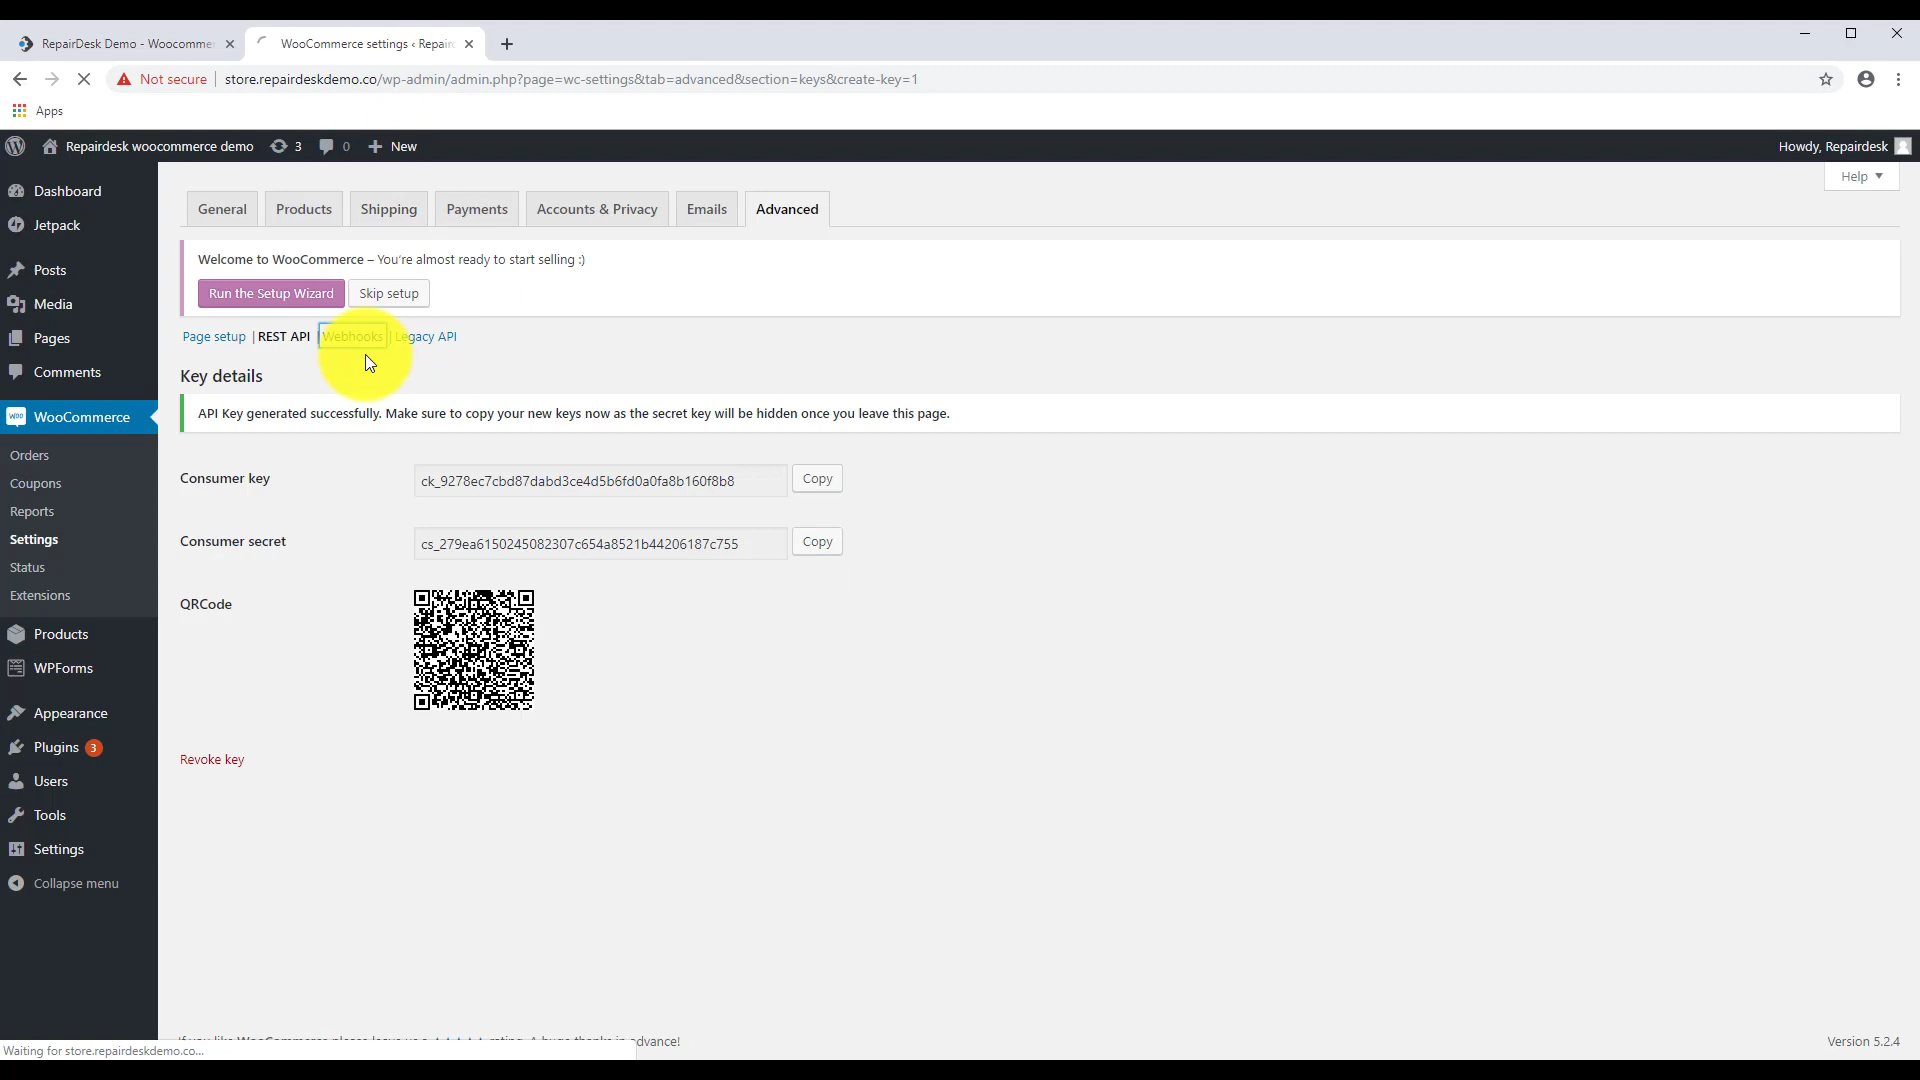 RepairDesk Demo - Woocomme
WooCommerce settings ‹ Repair
Not secure
store.repairdeskdemo.co/wp-admin/admin.php?page=wc-settings&tab=advanced&section=keys&create-key=1
Apps
Repairdesk woocommerce demo
3
0
New
Howdy, Repairdesk
Help
Dashboard
Jetpack
Posts
Media
Pages
Comments
WooCommerce
Orders
Coupons
Reports
Settings
Status
Extensions
Products
WPForms
Appearance
Plugins 3
Users
Tools
Settings
Collapse menu
General
Products
Shipping
Payments
Accounts & Privacy
Emails
Advanced
Welcome to WooCommerce – You're almost ready to start selling :)
Run the Setup Wizard
Skip setup
Page setup | REST API | Webhooks | Legacy API
Key details
API Key generated successfully. Make sure to copy your new keys now as the secret key will be hidden once you leave this page.
Consumer key
ck_9278ec7cbd87dabd3ce4d5b6fd0a0fa8b160f8b8
Copy
Consumer secret
cs_279ea6150245082307c654a8521b44206187c755
Copy
QRCode
Revoke key
dvance!
Version 5.2.4
Waiting for store.repairdeskdemo.co...